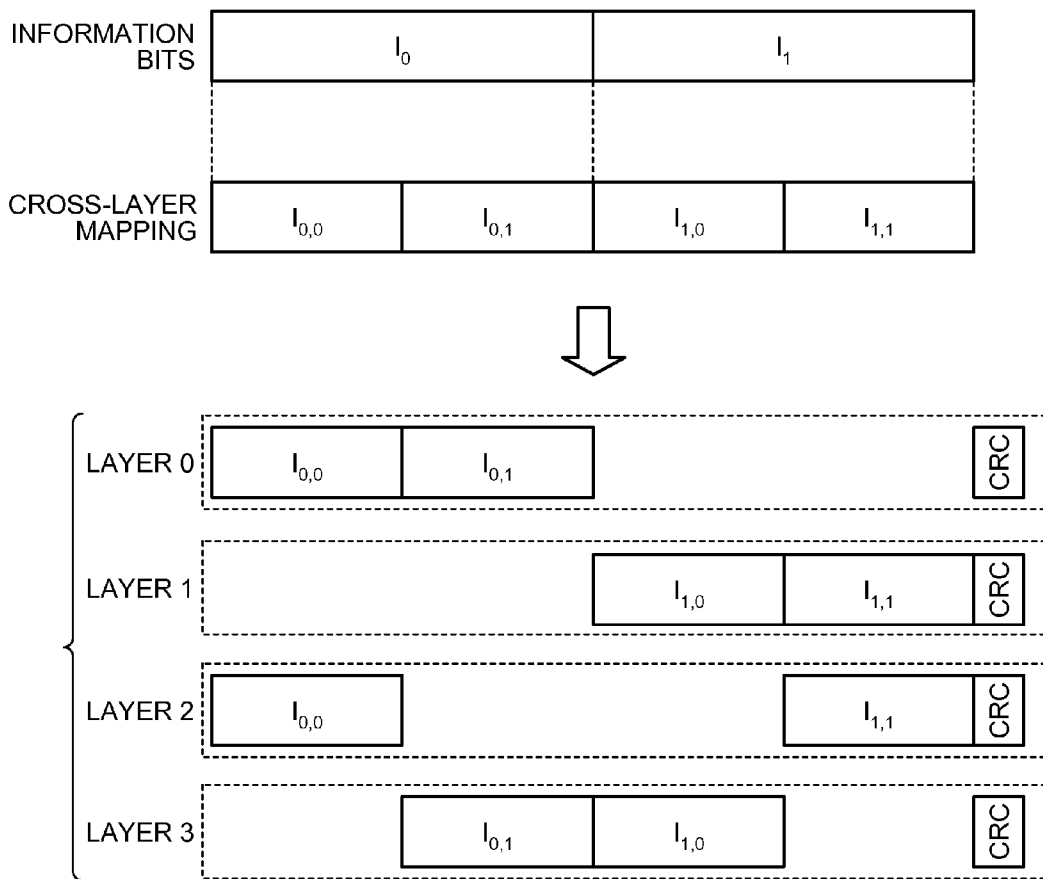 INFORMATION
BITS
I₀ I₁
CROSS-LAYER
MAPPING
I₀,₀ I₀,₁ I₁,₀ I₁,₁
LAYER 0 I₀,₀ I₀,₁ CRC
LAYER 1 I₁,₀ I₁,₁ CRC
LAYER 2 I₀,₀ I₁,₁ CRC
LAYER 3 I₀,₁ I₁,₀ CRC